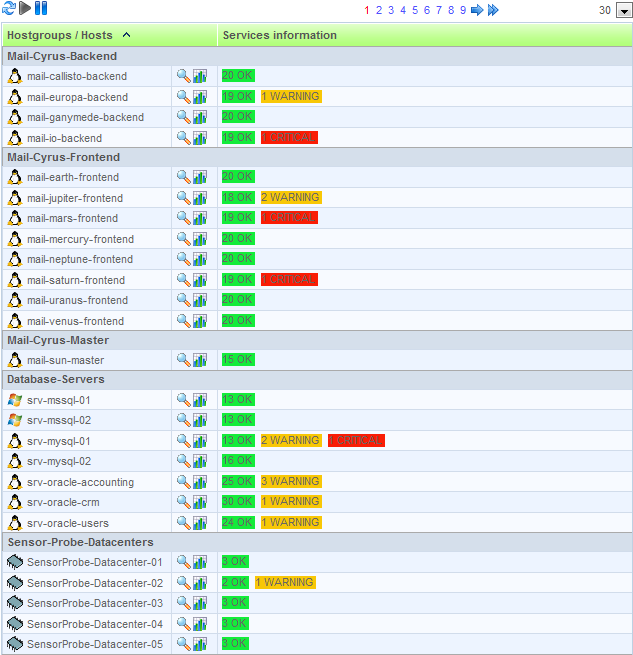 1 2 3 4 5 6 7 8 9 30
Hostgroups / Hosts Services information
Mail-Cyrus-Backend
mail-callisto-backend 20 OK
mail-europa-backend 19 OK 1 WARNING
mail-ganymede-backend 20 OK
mail-io-backend 19 OK 1 CRITICAL
Mail-Cyrus-Frontend
mail-earth-frontend 20 OK
mail-jupiter-frontend 18 OK 2 WARNING
mail-mars-frontend 19 OK 1 CRITICAL
mail-mercury-frontend 20 OK
mail-neptune-frontend 20 OK
mail-saturn-frontend 19 OK 1 CRITICAL
mail-uranus-frontend 20 OK
mail-venus-frontend 20 OK
Mail-Cyrus-Master
mail-sun-master 15 OK
Database-Servers
srv-mssql-01 13 OK
srv-mssql-02 13 OK
srv-mysql-01 13 OK 2 WARNING 1 CRITICAL
srv-mysql-02 16 OK
srv-oracle-accounting 25 OK 3 WARNING
srv-oracle-crm 30 OK 1 WARNING
srv-oracle-users 24 OK 1 WARNING
Sensor-Probe-Datacenters
SensorProbe-Datacenter-01 3 OK
SensorProbe-Datacenter-02 2 OK 1 WARNING
SensorProbe-Datacenter-03 3 OK
SensorProbe-Datacenter-04 3 OK
SensorProbe-Datacenter-05 3 OK